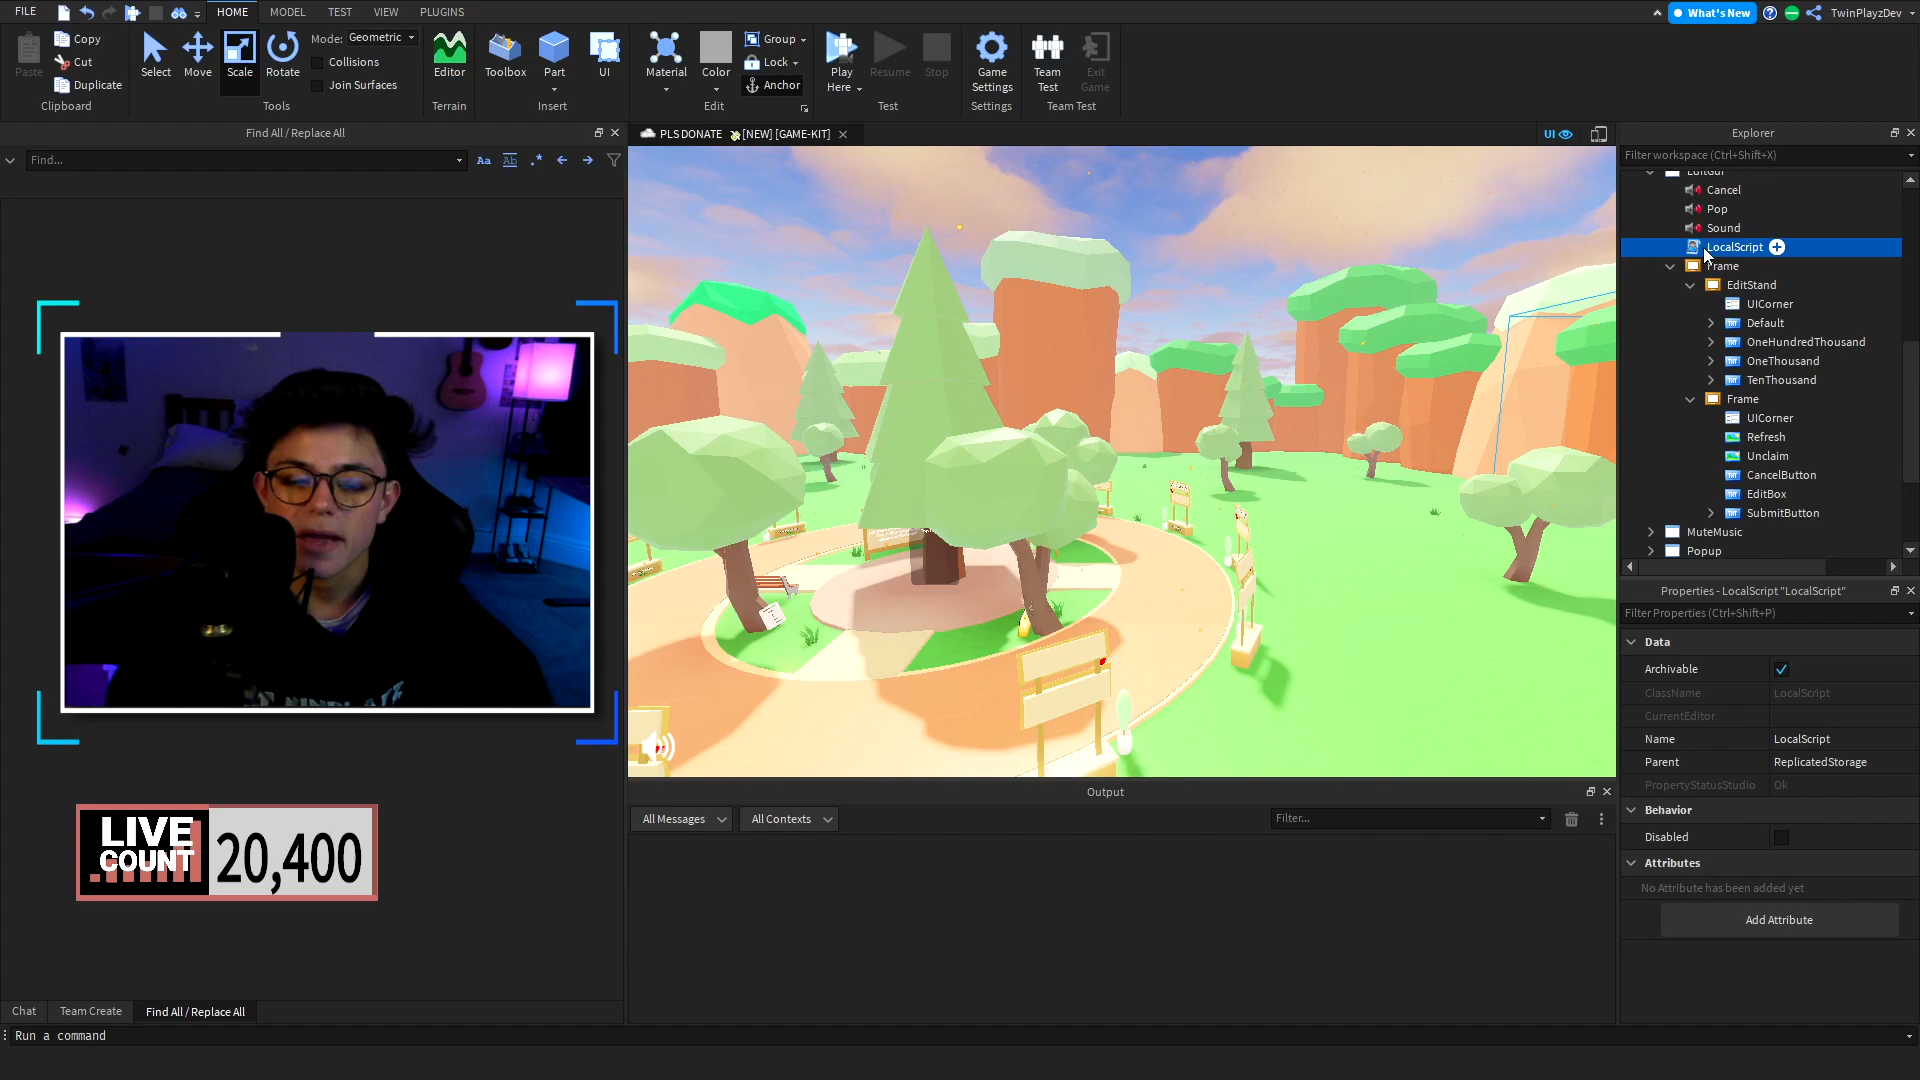 FILE
HOME
MODEL
TEST
VIEW
PLUGINS
What's New
TwinPlayzDev
Paste
Copy
Cut
Duplicate
Clipboard
Select
Move
Scale
Rotate
Mode: Geometric
Collisions
Join Surfaces
Tools
Editor
Terrain
Toolbox
Part
UI
Insert
Material
Color
Group
Lock
Anchor
Edit
Play
Here
Resume
Stop
Test
Game
Settings
Settings
Team
Test
Exit
Game
Team Test
Find All / Replace All
Find...
Aa
Ab
.*
PLS DONATE [NEW] [GAME-KIT]
UI
Explorer
Filter workspace (Ctrl+Shift+X)
EditGui
Cancel
Pop
Sound
LocalScript
Frame
EditStand
UICorner
Default
OneHundredThousand
OneThousand
TenThousand
Frame
UICorner
Refresh
Unclaim
CancelButton
EditBox
SubmitButton
MuteMusic
Popup
Properties - LocalScript "LocalScript"
Filter Properties (Ctrl+Shift+P)
Data
Archivable
ClassName LocalScript
CurrentEditor
Name LocalScript
Parent ReplicatedStorage
PropertyStatusStudio Ok
Behavior
Disabled
Attributes
No Attribute has been added yet
Add Attribute
LIVE
COUNT
20,400
Output
All Messages
All Contexts
Filter...
Chat
Team Create
Find All / Replace All
Run a command